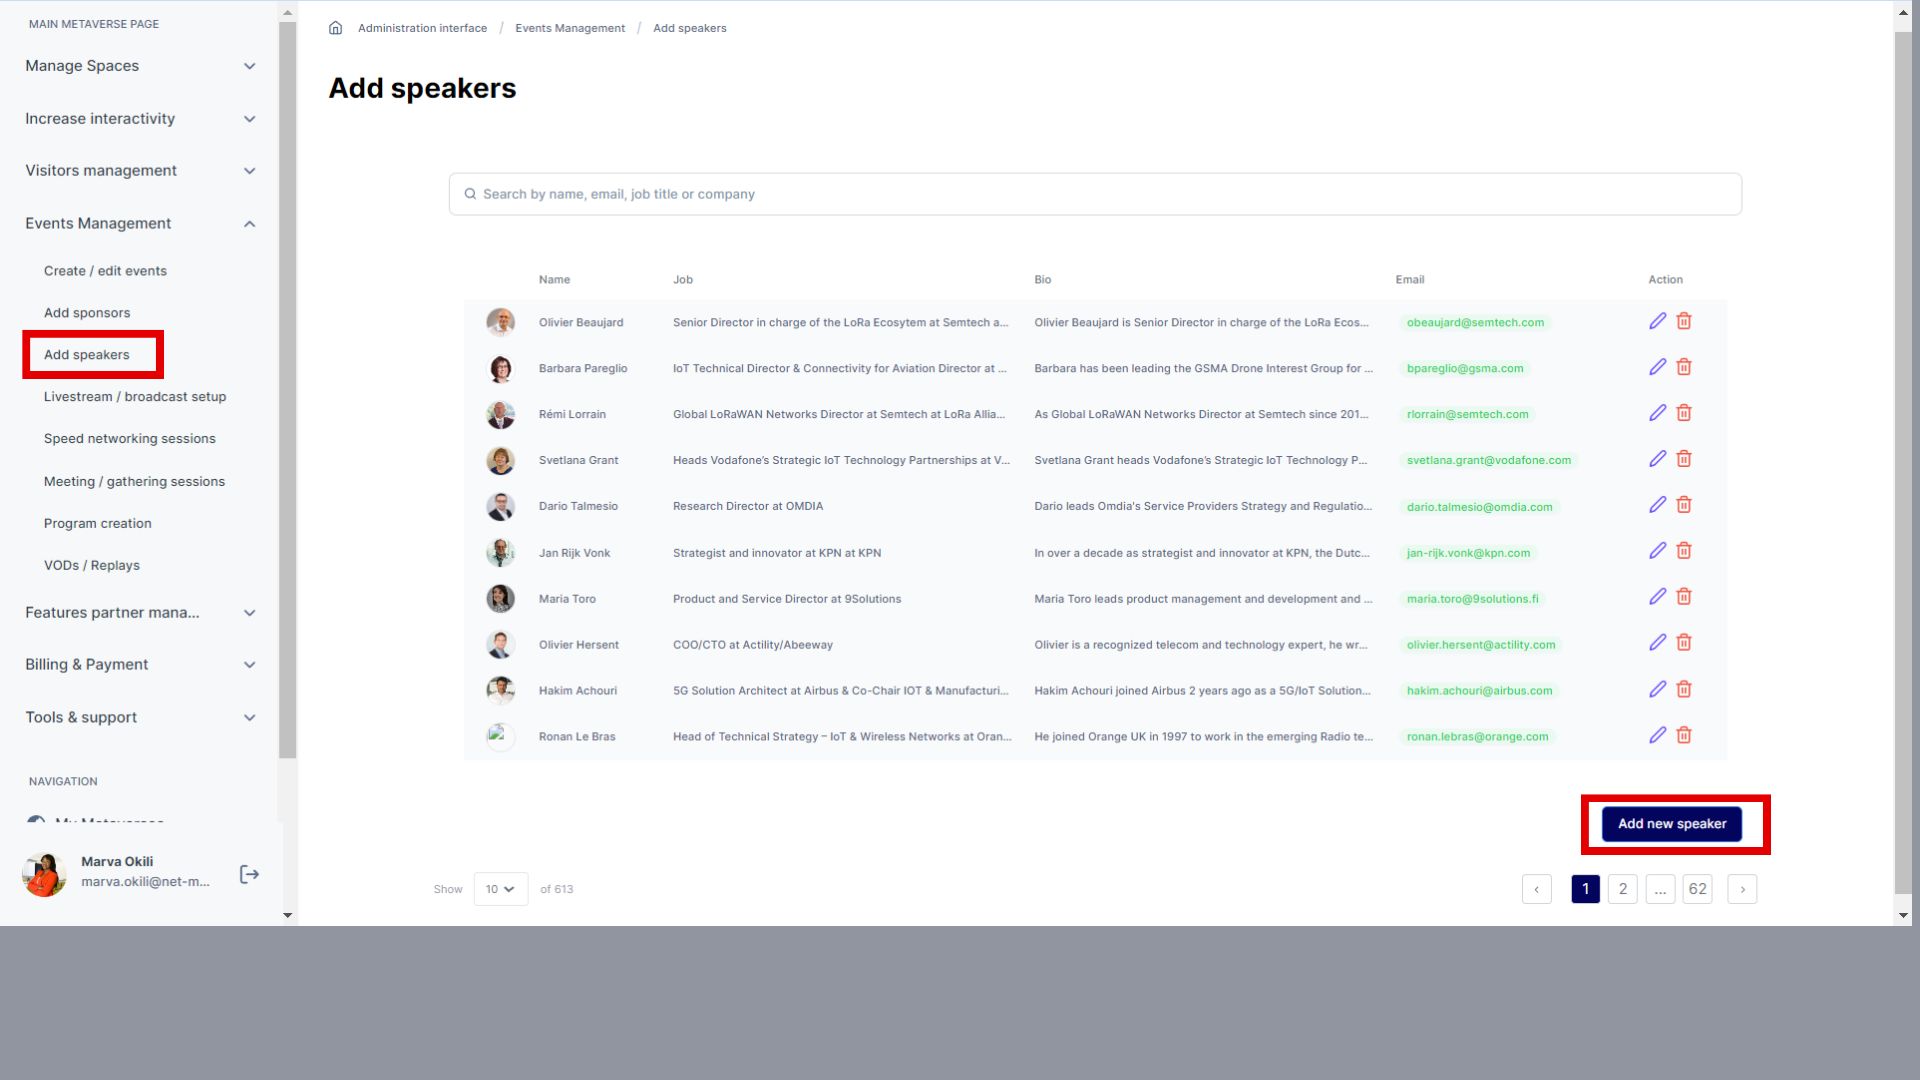 MAIN METAVERSE PAGE
Manage Spaces
Increase interactivity
Visitors management
Events Management
Create / edit events
Add sponsors
Add speakers
Livestream / broadcast setup
Speed networking sessions
Meeting / gathering sessions
Program creation
VODs / Replays
Features partner mana...
Billing & Payment
Tools & support
NAVIGATION
My Metaverse
Marva Okili
marva.okili@net-m...
Administration interface / Events Management / Add speakers
Add speakers
Search by name, email, job title or company
Name Job Bio Email Action
Olivier Beaujard Senior Director in charge of the LoRa Ecosytem at Semtech a... Olivier Beaujard is Senior Director in charge of the LoRa Ecos... obeaujard@semtech.com
Barbara Pareglio IoT Technical Director & Connectivity for Aviation Director at ... Barbara has been leading the GSMA Drone Interest Group for ... bpareglio@gsma.com
Rémi Lorrain Global LoRaWAN Networks Director at Semtech at LoRa Allia... As Global LoRaWAN Networks Director at Semtech since 201... rlorrain@semtech.com
Svetlana Grant Heads Vodafone’s Strategic IoT Technology Partnerships at V... Svetlana Grant heads Vodafone’s Strategic IoT Technology P... svetlana.grant@vodafone.com
Dario Talmesio Research Director at OMDIA Dario leads Omdia's Service Providers Strategy and Regulatio... dario.talmesio@omdia.com
Jan Rijk Vonk Strategist and innovator at KPN at KPN In over a decade as strategist and innovator at KPN, the Dutc... jan-rijk.vonk@kpn.com
Maria Toro Product and Service Director at 9Solutions Maria Toro leads product management and development and ... maria.toro@9solutions.fi
Olivier Hersent COO/CTO at Actility/Abeeway Olivier is a recognized telecom and technology expert, he wr... olivier.hersent@actility.com
Hakim Achouri 5G Solution Architect at Airbus & Co-Chair IOT & Manufacturi... Hakim Achouri joined Airbus 2 years ago as a 5G/IoT Solution... hakim.achouri@airbus.com
Ronan Le Bras Head of Technical Strategy – IoT & Wireless Networks at Oran... He joined Orange UK in 1997 to work in the emerging Radio te... ronan.lebras@orange.com
Add new speaker
Show 10 of 613
‹ 1 2 ... 62 ›